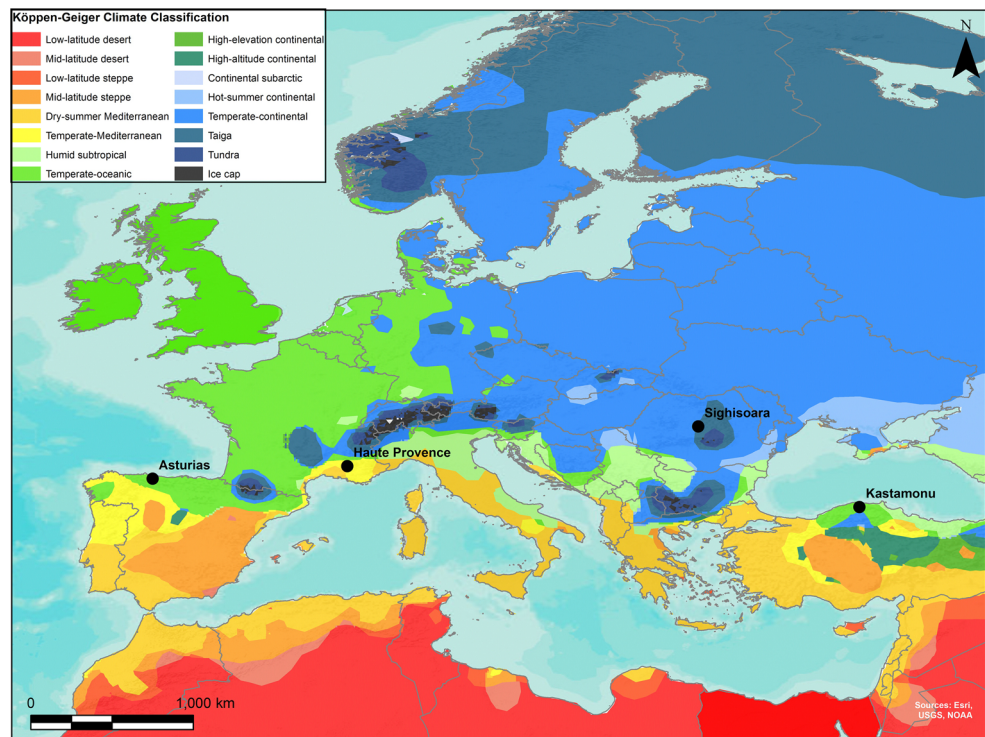 Köppen-Geiger Climate Classification
Low-latitude desert
Mid-latitude desert
Low-latitude steppe
Mid-latitude steppe
Dry-summer Mediterranean
Temperate-Mediterranean
Humid subtropical
Temperate-oceanic
High-elevation continental
High-altitude continental
Continental subarctic
Hot-summer continental
Temperate-continental
Taiga
Tundra
Ice cap
N
Sighisoara
Haute Provence
Asturias
Kastamonu
0 1,000 km
Sources: Esri,
USGS, NOAA